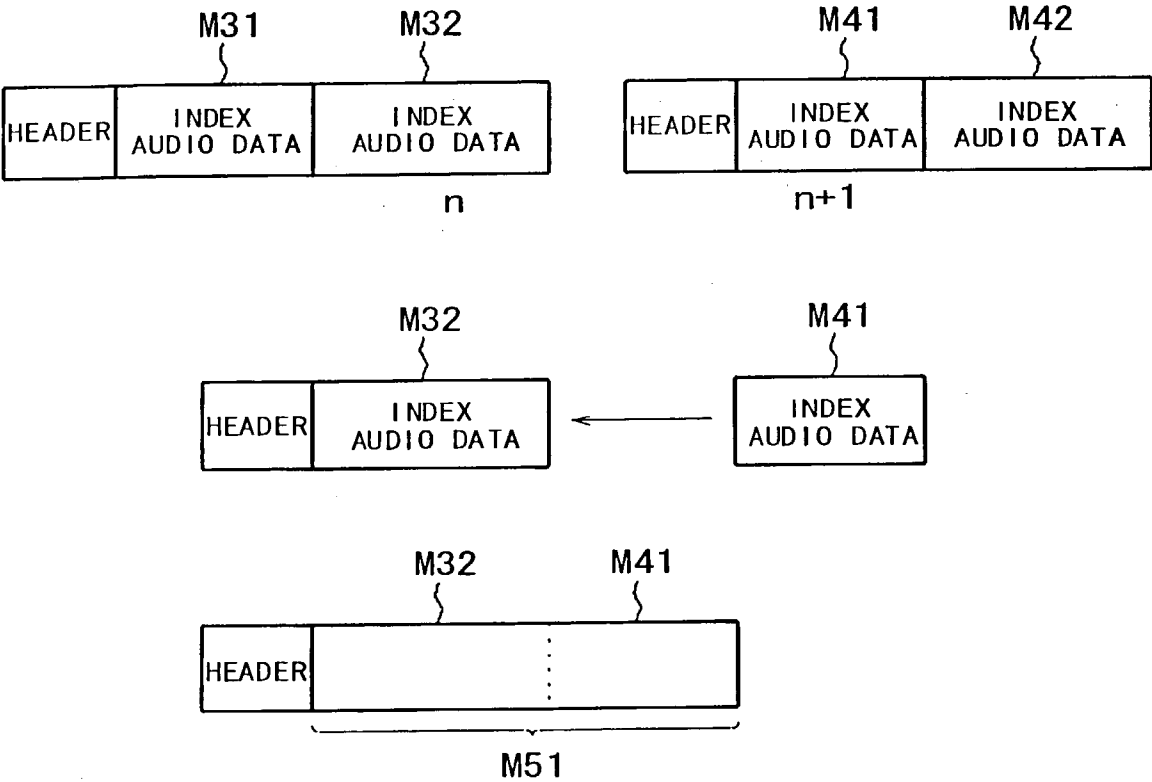 M31 M32 M41 M42
HEADER INDEX AUDIO DATA INDEX AUDIO DATA
HEADER INDEX AUDIO DATA INDEX AUDIO DATA
n n+1
M32 M41
HEADER INDEX AUDIO DATA INDEX AUDIO DATA
M32 M41
HEADER
M51